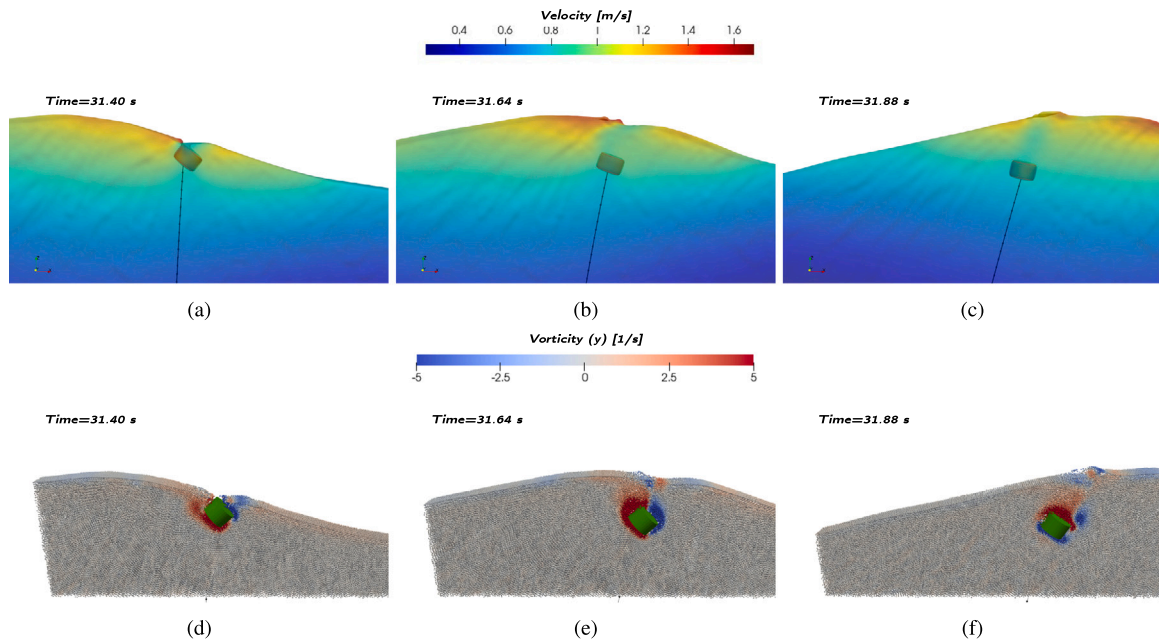 Velocity [m/s]
0.4 0.6 0.8 1 1.2 1.4 1.6
Time=31.40 s Time=31.64 s Time=31.88 s
(a) (b) (c)
Vorticity (y) [1/s]
-5 -2.5 0 2.5 5
Time=31.40 s Time=31.64 s Time=31.88 s
(d) (e) (f)